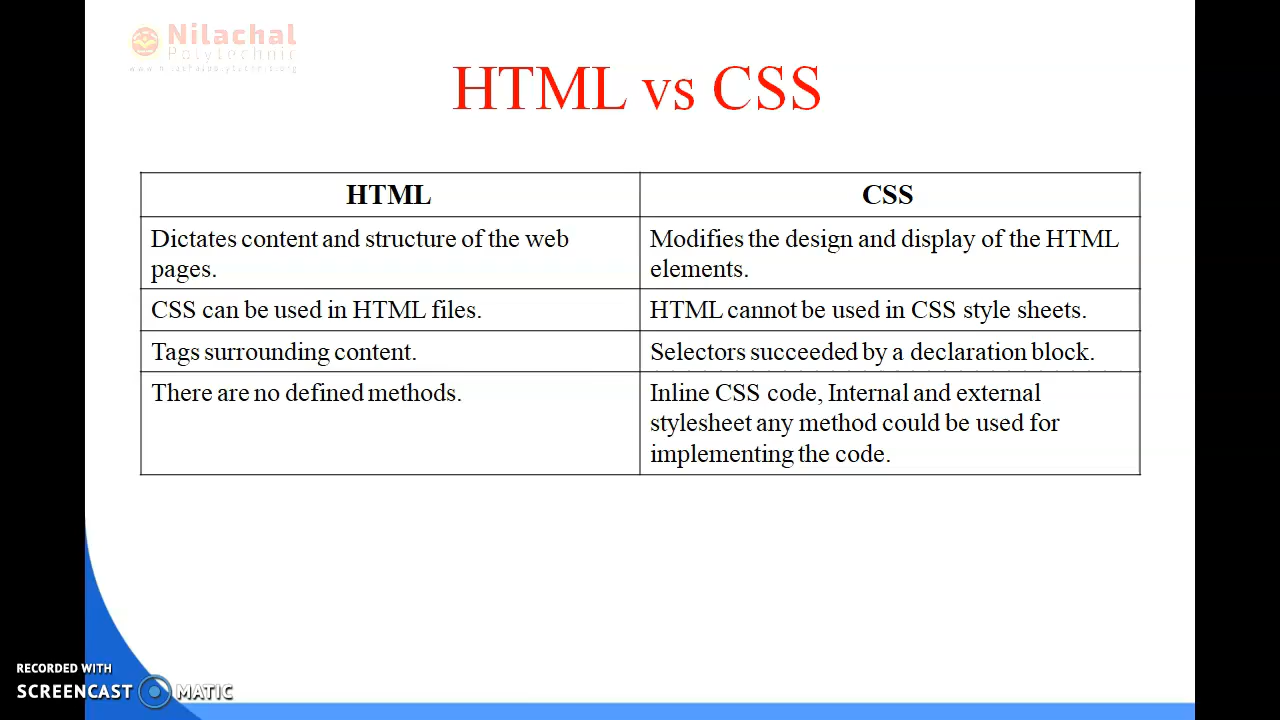 Nilachal
Polytechnic
www.nilachalpolytechnic.org
HTML vs CSS
HTML
CSS
Dictates content and structure of the web
pages.
Modifies the design and display of the HTML
elements.
CSS can be used in HTML files.
HTML cannot be used in CSS style sheets.
Tags surrounding content.
Selectors succeeded by a declaration block.
There are no defined methods.
Inline CSS code, Internal and external
stylesheet any method could be used for
implementing the code.
RECORDED WITH
SCREENCAST MATIC